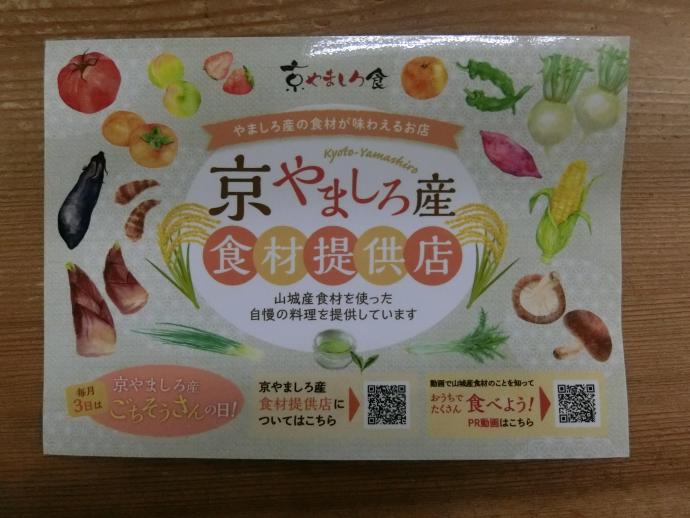 京やましろ食
やましろ産の食材が味わえるお店
Kyoto-Yamashiro
京やましろ産
食材提供店
山城産食材を使った
自慢の料理を提供しています
毎月
3日は
京やましろ産
ごちそうさんの日!
京やましろ産
食材提供店に
ついてはこちら
動画で山城産食材のことを知って
おうちで
たくさん
食べよう!
PR動画はこちら